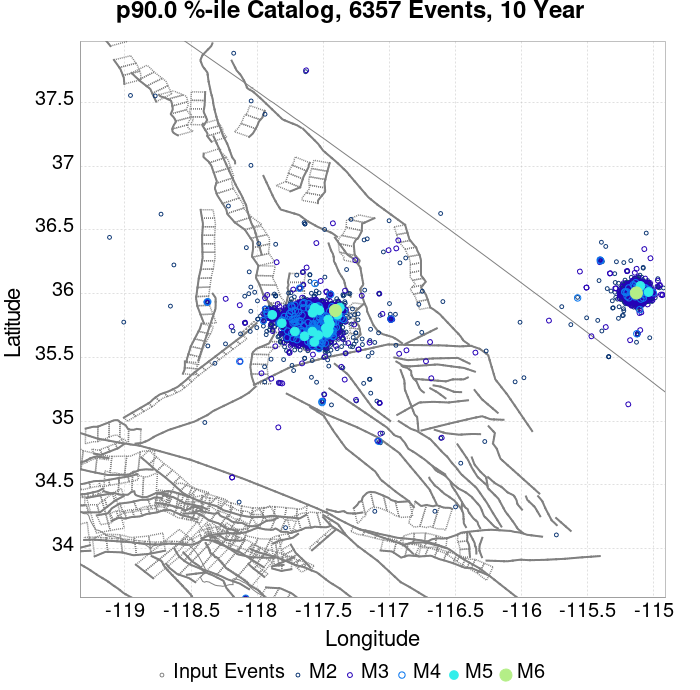 p90.0 %-ile Catalog, 6357 Events, 10 Year
37.5
37
36.5
36
35.5
35
34.5
34
Latitude
-119 -118.5 -118 -117.5 -117 -116.5 -116 -115.5 -115
Longitude
Input Events M2 M3 M4 M5 M6